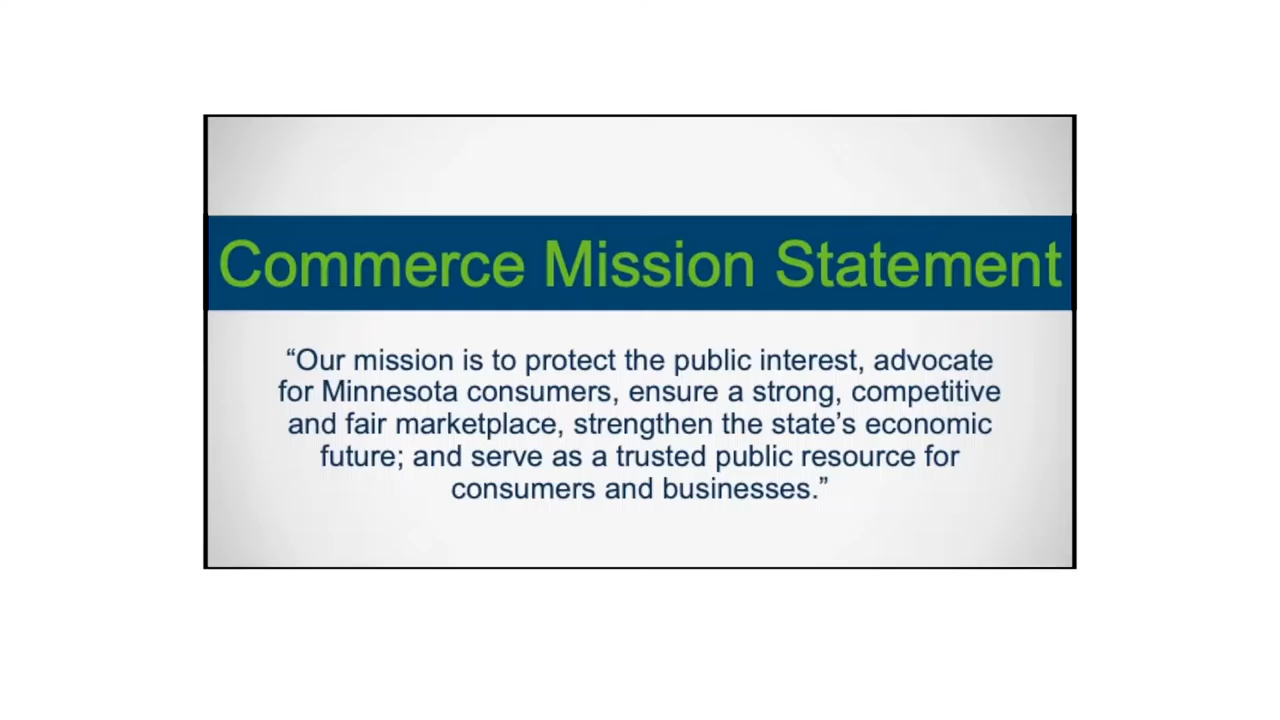 Commerce Mission Statement
“Our mission is to protect the public interest, advocate
for Minnesota consumers, ensure a strong, competitive
and fair marketplace, strengthen the state’s economic
future; and serve as a trusted public resource for
consumers and businesses.”